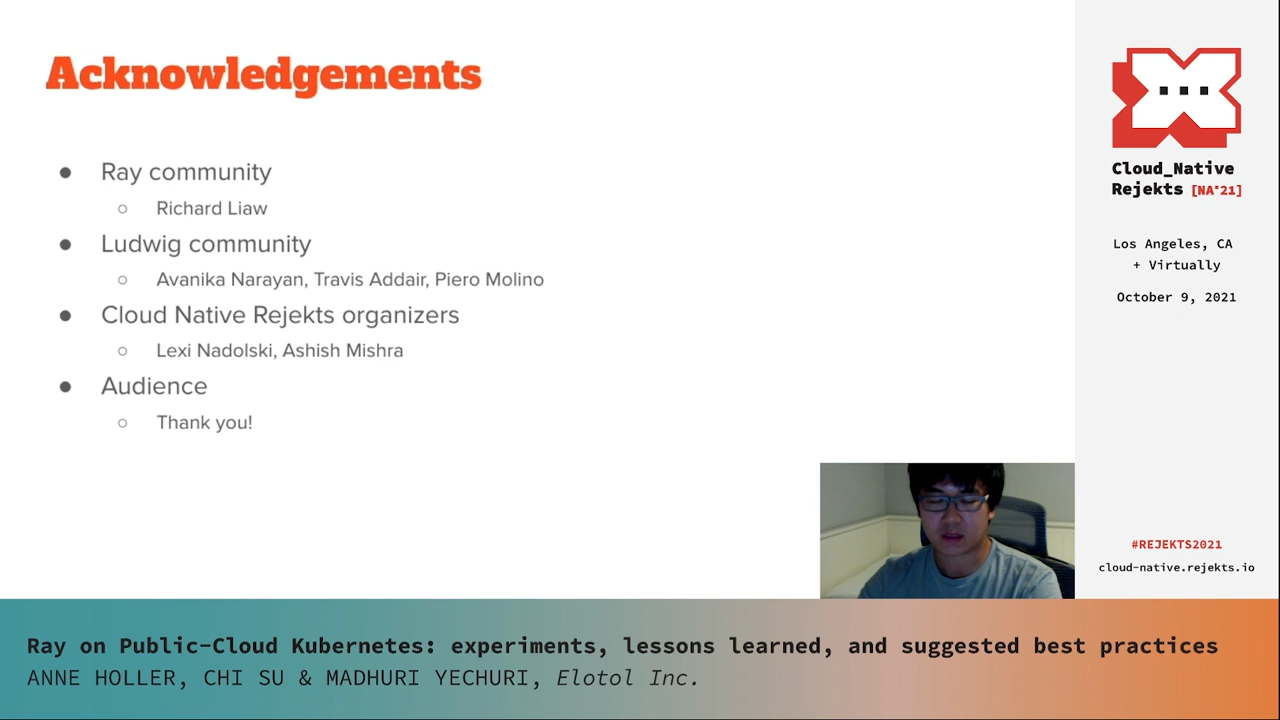 Acknowledgements
Ray community
Richard Liaw
Ludwig community
Avanika Narayan, Travis Addair, Piero Molino
Cloud Native Rejekts organizers
Lexi Nadolski, Ashish Mishra
Audience
Thank you!
Cloud_Native
Rejekts [NA"21]
Los Angeles, CA
+ Virtually
October 9, 2021
#REJEKTS2021
cloud-native.rejekts.io
Ray on Public-Cloud Kubernetes: experiments, lessons learned, and suggested best practices
ANNE HOLLER, CHI SU & MADHURI YECHURI, Elotol Inc.